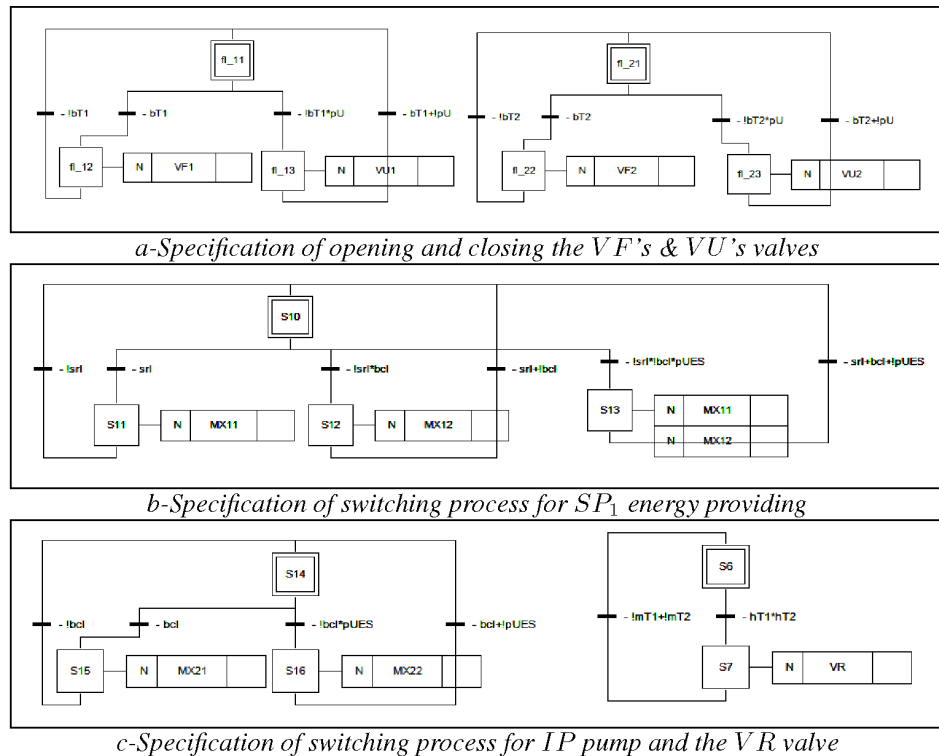 fl_11
fl_21
- !bT1 - bT1 - !bT1*pU - bT1+!pU
- !bT2 - bT2 - !bT2*pU - bT2+!pU
fl_12 N VF1
fl_13 N VU1
fl_22 N VF2
fl_23 N VU2
a-Specification of opening and closing the VF's & VU's valves
S10
- !srl - srl - !srl*bcl - srl+!bcl - !srl*!bcl*pUES - srl+bcl+!pUES
S11 N MX11
S12 N MX12
S13 N MX11
N MX12
b-Specification of switching process for SP1 energy providing
S14
S6
- !bcl - bcl - !bcl*pUES - bcl+!pUES
- !mT1+!mT2 - hT1*hT2
S15 N MX21
S16 N MX22
S7 N VR
c-Specification of switching process for IP pump and the VR valve